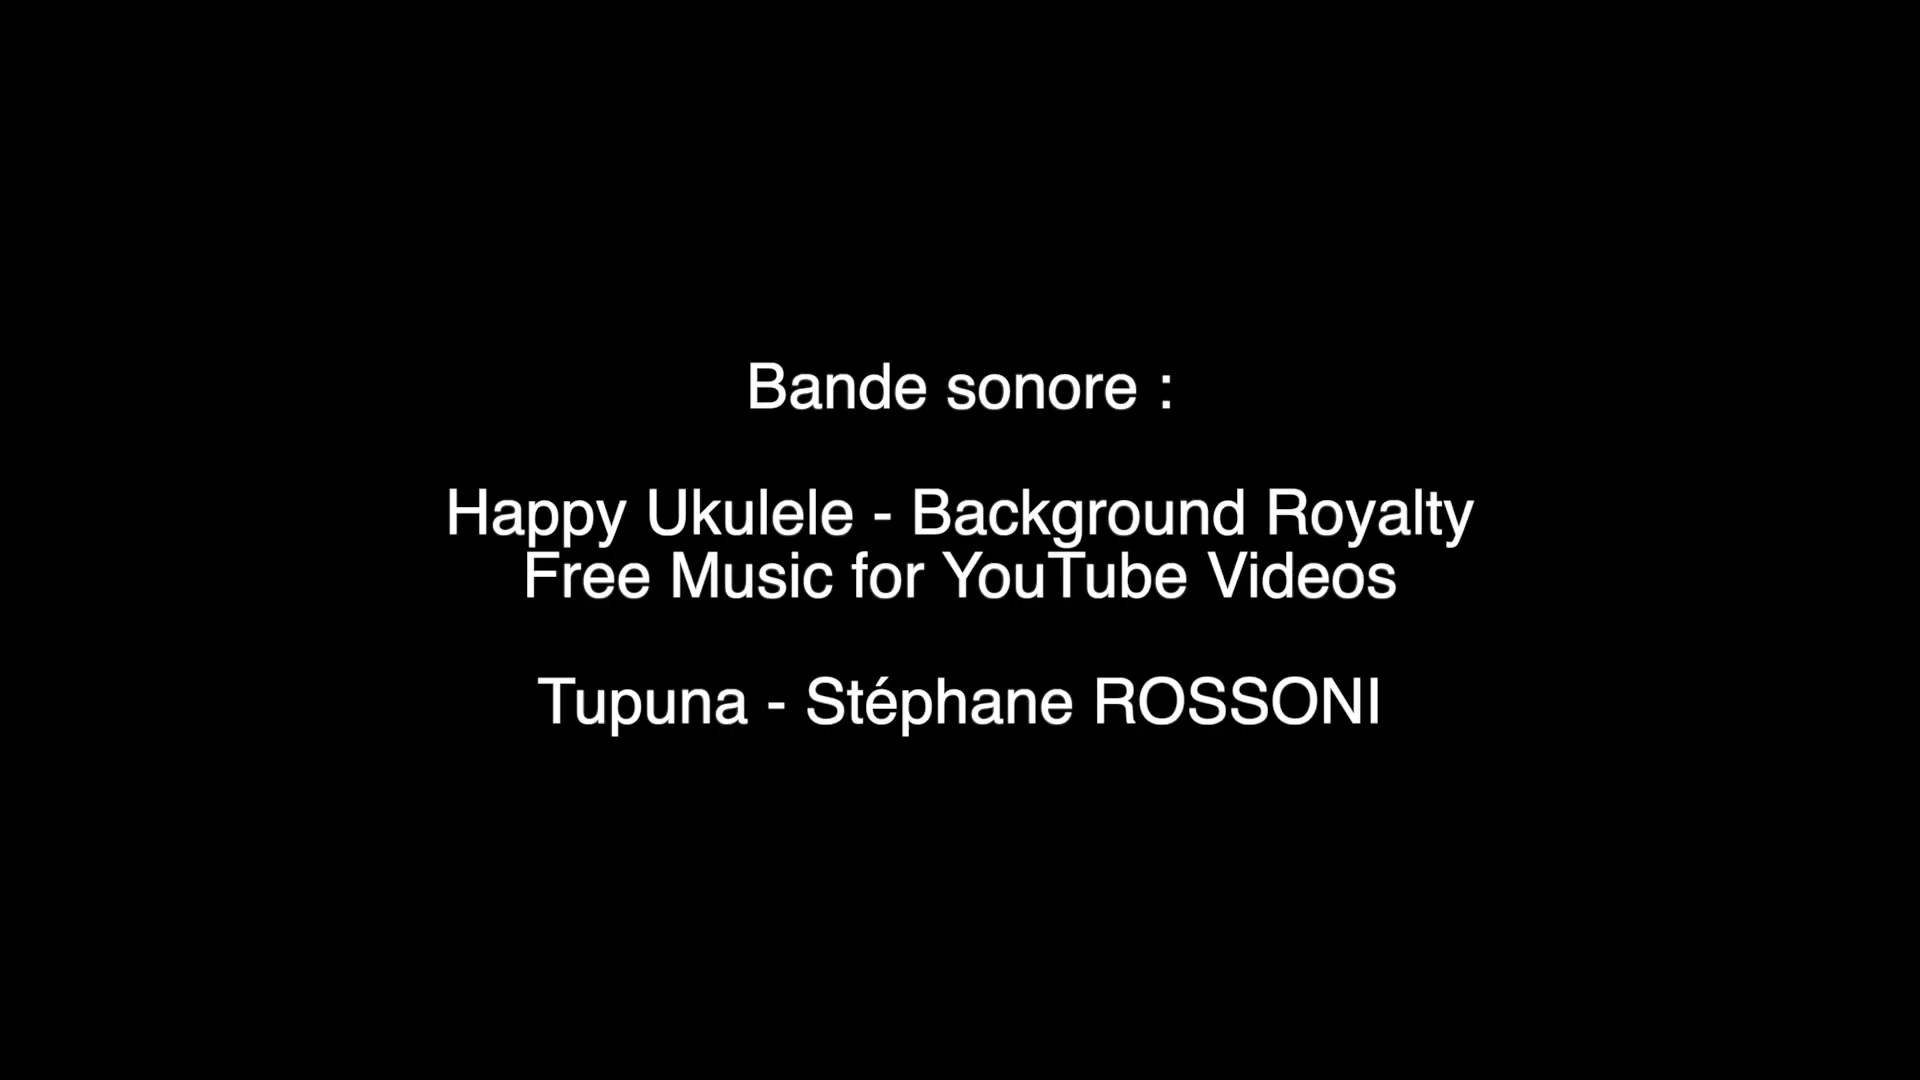 Bande sonore :
Happy Ukulele - Background Royalty
Free Music for YouTube Videos
Tupuna - Stéphane ROSSONI